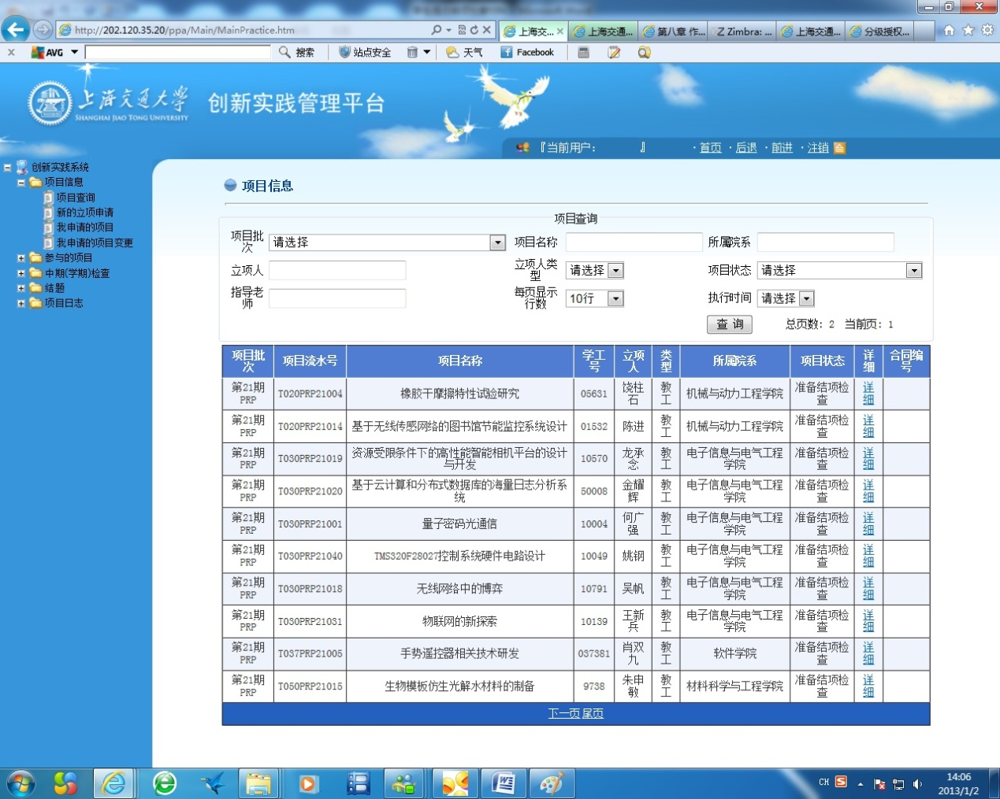 http://202.120.35.20/ppa/Main/MainPractice.htm
上海交...
上海交通...
第八章 作...
Zimbra: ...
上海交通...
分级授权...
AVG
搜索
站点安全
天气
Facebook
上海交通大学
SHANGHAI JIAO TONG UNIVERSITY
创新实践管理平台
『当前用户: 』
·首页 ·后退 ·前进 ·注销
创新实践系统
项目信息
项目查询
新的立项申请
我申请的项目
我申请的项目变更
参与的项目
中期(学期)检查
结题
项目日志
项目信息
项目查询
项目批次 请选择 项目名称 所属院系
立项人 立项人类型 请选择 项目状态 请选择
指导老师 每页显示行数 10行 执行时间 请选择
查 询 总页数: 2 当前页: 1
项目批次 项目流水号 项目名称 学工号 立项人 类型 所属院系 项目状态 详细 合同编号
第21期PRP T020PRP21004 橡胶干摩擦特性试验研究 05631 饶柱石 教工 机械与动力工程学院 准备结项检查 详细
第21期PRP T020PRP21014 基于无线传感网络的图书馆节能监控系统设计 01532 陈进 教工 机械与动力工程学院 准备结项检查 详细
第21期PRP T030PRP21019 资源受限条件下的高性能智能相机平台的设计与开发 10570 龙承念 教工 电子信息与电气工程学院 准备结项检查 详细
第21期PRP T030PRP21020 基于云计算和分布式数据库的海量日志分析系统 50008 金耀辉 教工 电子信息与电气工程学院 准备结项检查 详细
第21期PRP T030PRP21001 量子密码光通信 10004 何广强 教工 电子信息与电气工程学院 准备结项检查 详细
第21期PRP T030PRP21040 TMS320F28027控制系统硬件电路设计 10049 姚钢 教工 电子信息与电气工程学院 准备结项检查 详细
第21期PRP T030PRP21018 无线网络中的博弈 10791 吴帆 教工 电子信息与电气工程学院 准备结项检查 详细
第21期PRP T030PRP21031 物联网的新探索 10139 王新兵 教工 电子信息与电气工程学院 准备结项检查 详细
第21期PRP T037PRP21005 手势遥控器相关技术研发 037381 肖双九 教工 软件学院 准备结项检查 详细
第21期PRP T050PRP21015 生物模板仿生光解水材料的制备 9738 朱申敏 教工 材料科学与工程学院 准备结项检查 详细
下一页 尾页
CH
14:06
2013/1/2